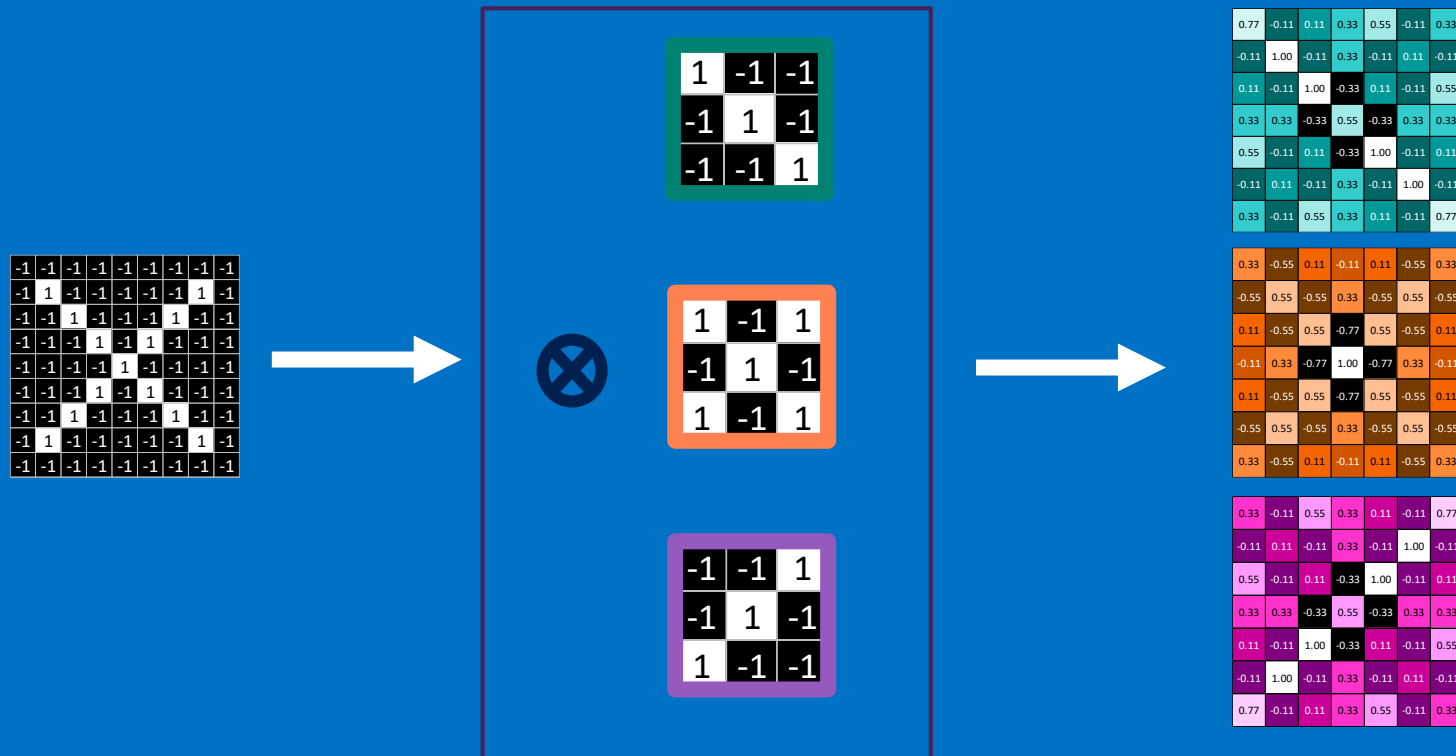 -1 -1 -1 -1 -1 -1 -1 -1 -1
-1 1 -1 -1 -1 -1 -1 1 -1
-1 -1 1 -1 -1 -1 1 -1 -1
-1 -1 -1 1 -1 1 -1 -1 -1
-1 -1 -1 -1 1 -1 -1 -1 -1
-1 -1 -1 1 -1 1 -1 -1 -1
-1 -1 1 -1 -1 -1 1 -1 -1
-1 1 -1 -1 -1 -1 -1 1 -1
-1 -1 -1 -1 -1 -1 -1 -1 -1
1 -1 -1
-1 1 -1
-1 -1 1
1 -1 1
-1 1 -1
1 -1 1
-1 -1 1
-1 1 -1
1 -1 -1
0.77 -0.11 0.11 0.33 0.55 -0.11 0.33
-0.11 1.00 -0.11 0.33 -0.11 0.11 -0.11
0.11 -0.11 1.00 -0.33 0.11 -0.11 0.55
0.33 0.33 -0.33 0.55 -0.33 0.33 0.33
0.55 -0.11 0.11 -0.33 1.00 -0.11 0.11
-0.11 0.11 -0.11 0.33 -0.11 1.00 -0.11
0.33 -0.11 0.55 0.33 0.11 -0.11 0.77
0.33 -0.55 0.11 -0.11 0.11 -0.55 0.33
-0.55 0.55 -0.55 0.33 -0.55 0.55 -0.55
0.11 -0.55 0.55 -0.77 0.55 -0.55 0.11
-0.11 0.33 -0.77 1.00 -0.77 0.33 -0.11
0.11 -0.55 0.55 -0.77 0.55 -0.55 0.11
-0.55 0.55 -0.55 0.33 -0.55 0.55 -0.55
0.33 -0.55 0.11 -0.11 0.11 -0.55 0.33
0.33 -0.11 0.55 0.33 0.11 -0.11 0.77
-0.11 0.11 -0.11 0.33 -0.11 1.00 -0.11
0.55 -0.11 0.11 -0.33 1.00 -0.11 0.11
0.33 0.33 -0.33 0.55 -0.33 0.33 0.33
0.11 -0.11 1.00 -0.33 0.11 -0.11 0.55
-0.11 1.00 -0.11 0.33 -0.11 0.11 -0.11
0.77 -0.11 0.11 0.33 0.55 -0.11 0.33